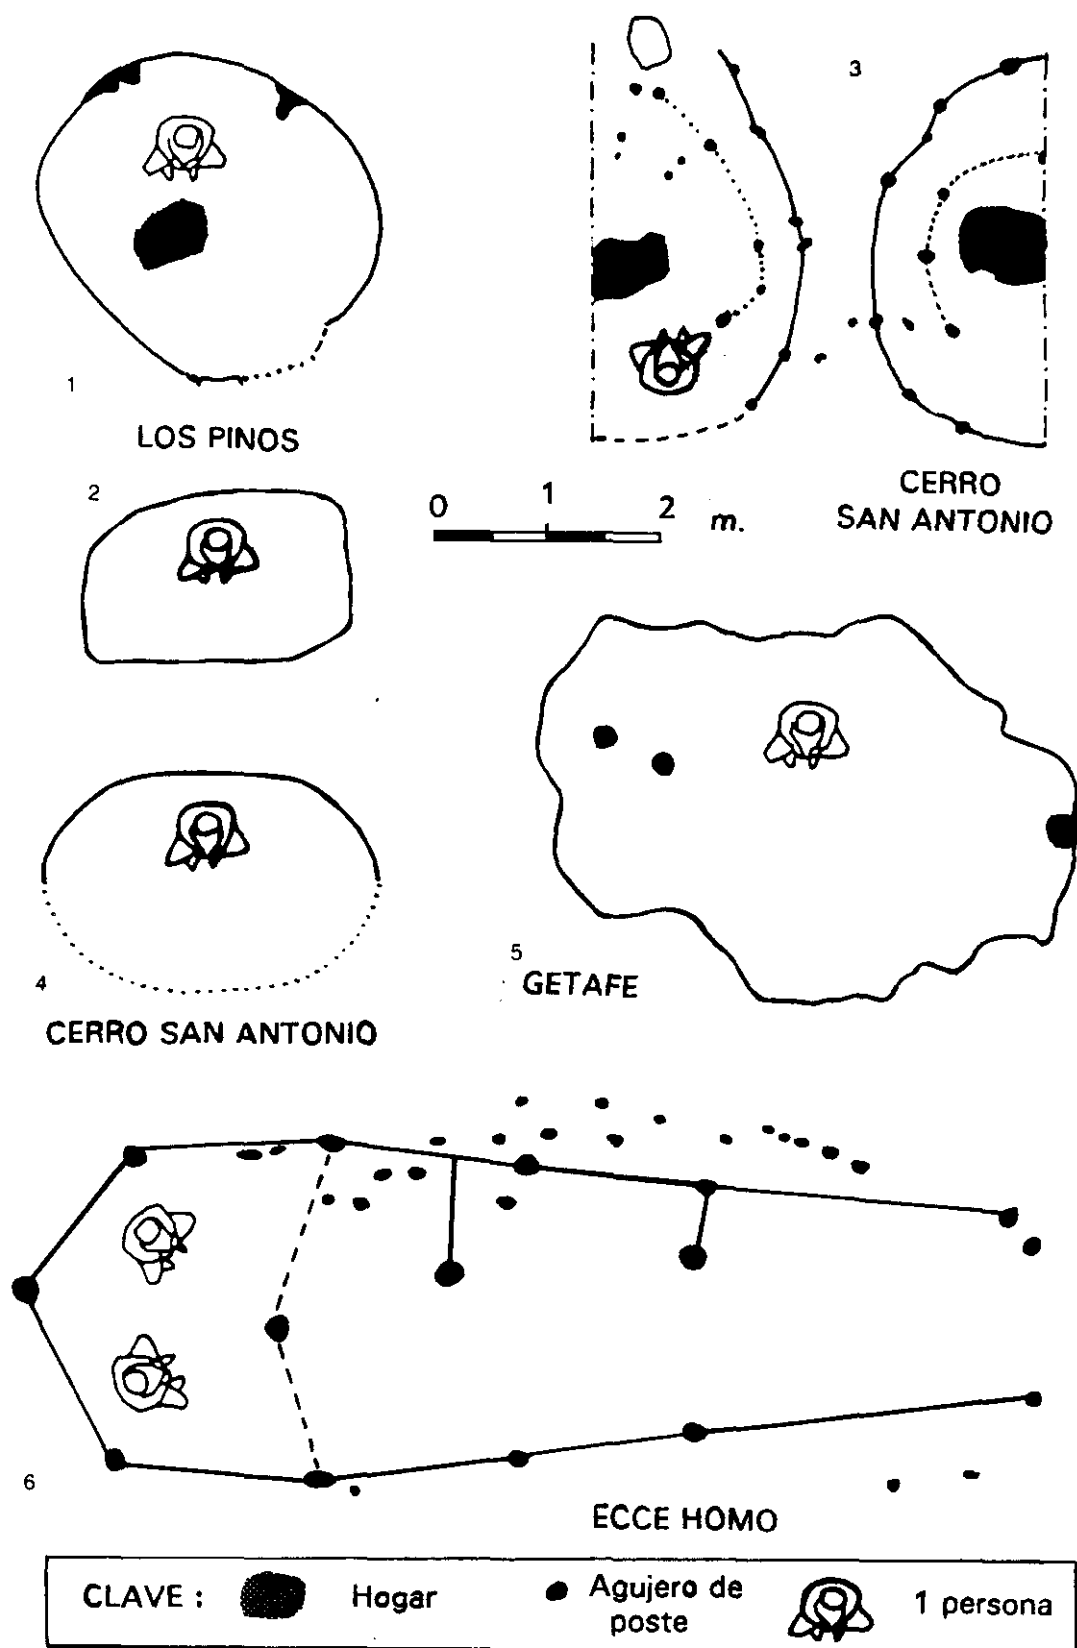 3
1
LOS PINOS
CERRO
SAN ANTONIO
2
0 1 2 m.
4
CERRO SAN ANTONIO
5
GETAFE
6
ECCE HOMO
CLAVE : Hogar Agujero de poste 1 persona